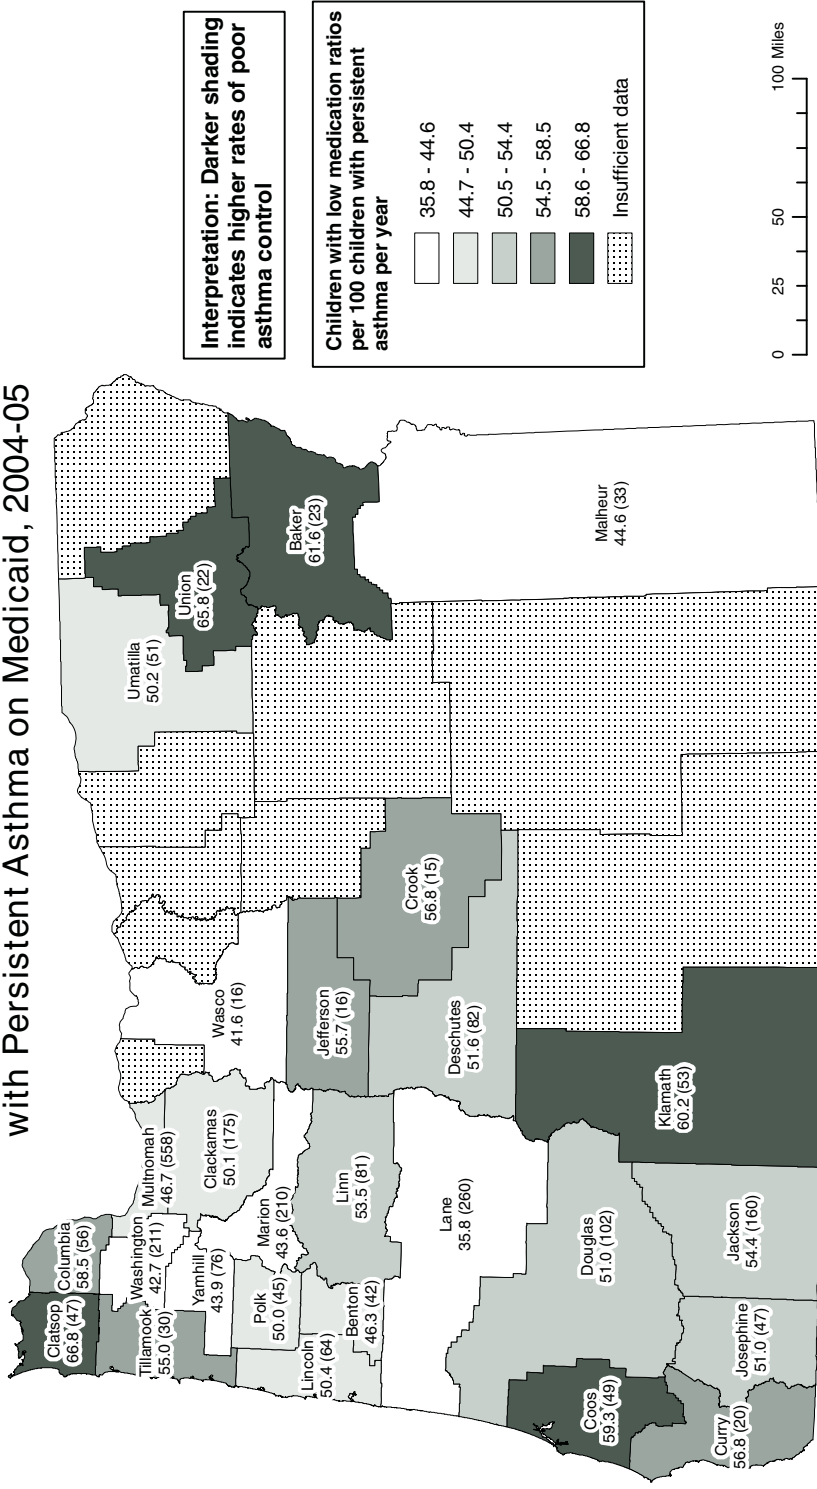 with Persistent Asthma on Medicaid, 2004-05
Interpretation: Darker shading
indicates higher rates of poor
asthma control
Children with low medication ratios
per 100 children with persistent
asthma per year
35.8 - 44.6
44.7 - 50.4
50.5 - 54.4
54.5 - 58.5
58.6 - 66.8
Insufficient data
0
25
50
100 Miles
Clatsop
66.8 (47)
Columbia
58.5 (56)
Tillamook
55.0 (30)
Washington
42.7 (211)
Multnomah
46.7 (558)
Yamhill
43.9 (76)
Clackamas
50.1 (175)
Polk
50.0 (45)
Marion
43.6 (210)
Lincoln
50.4 (64)
Benton
46.3 (42)
Linn
53.5 (81)
Lane
35.8 (260)
Wasco
41.6 (16)
Jefferson
55.7 (16)
Crook
56.8 (15)
Deschutes
51.6 (82)
Umatilla
50.2 (51)
Union
65.8 (22)
Baker
61.6 (23)
Malheur
44.6 (33)
Douglas
51.0 (102)
Coos
59.3 (49)
Curry
56.8 (20)
Josephine
51.0 (47)
Jackson
54.4 (160)
Klamath
60.2 (53)